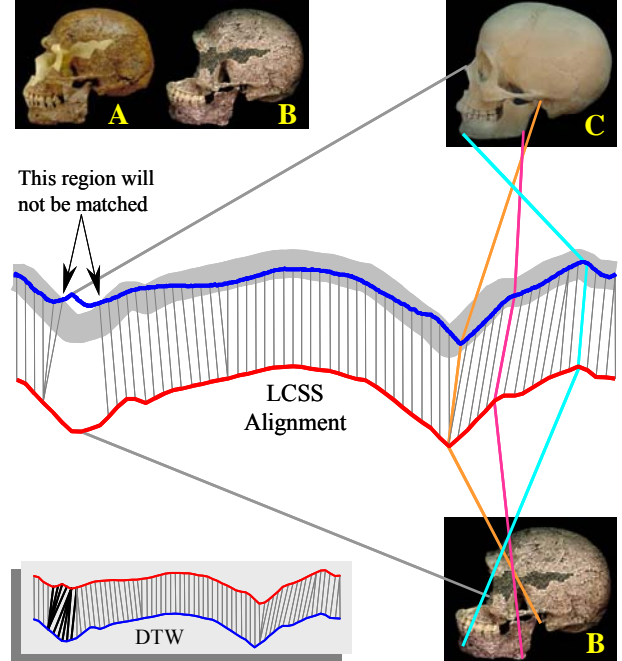 A
B
C
This region will
not be matched
LCSS
Alignment
DTW
B